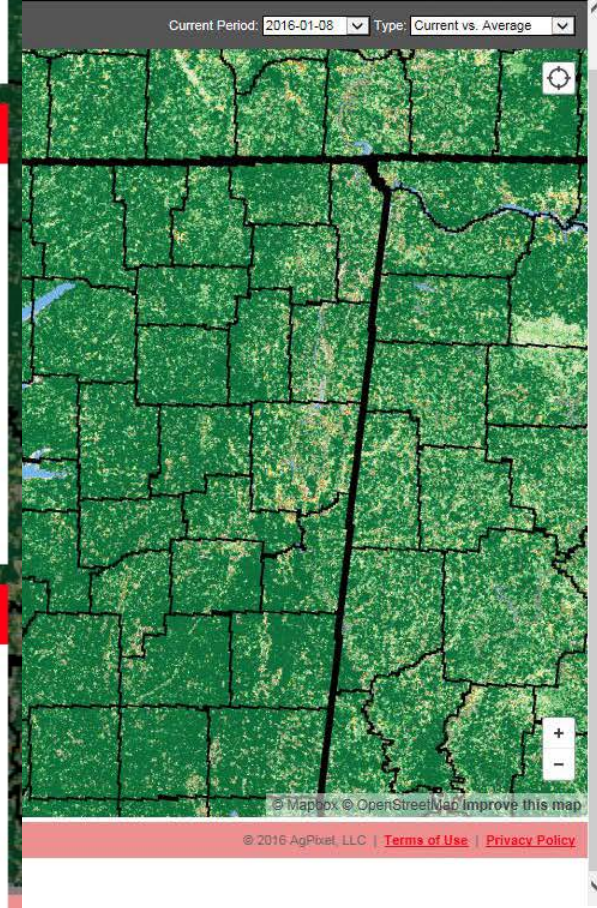 Current Period: 2016-01-08 Type: Current vs. Average
+
−
© Mapbox © OpenStreetMap Improve this map
© 2016 AgPixel, LLC | Terms of Use | Privacy Policy